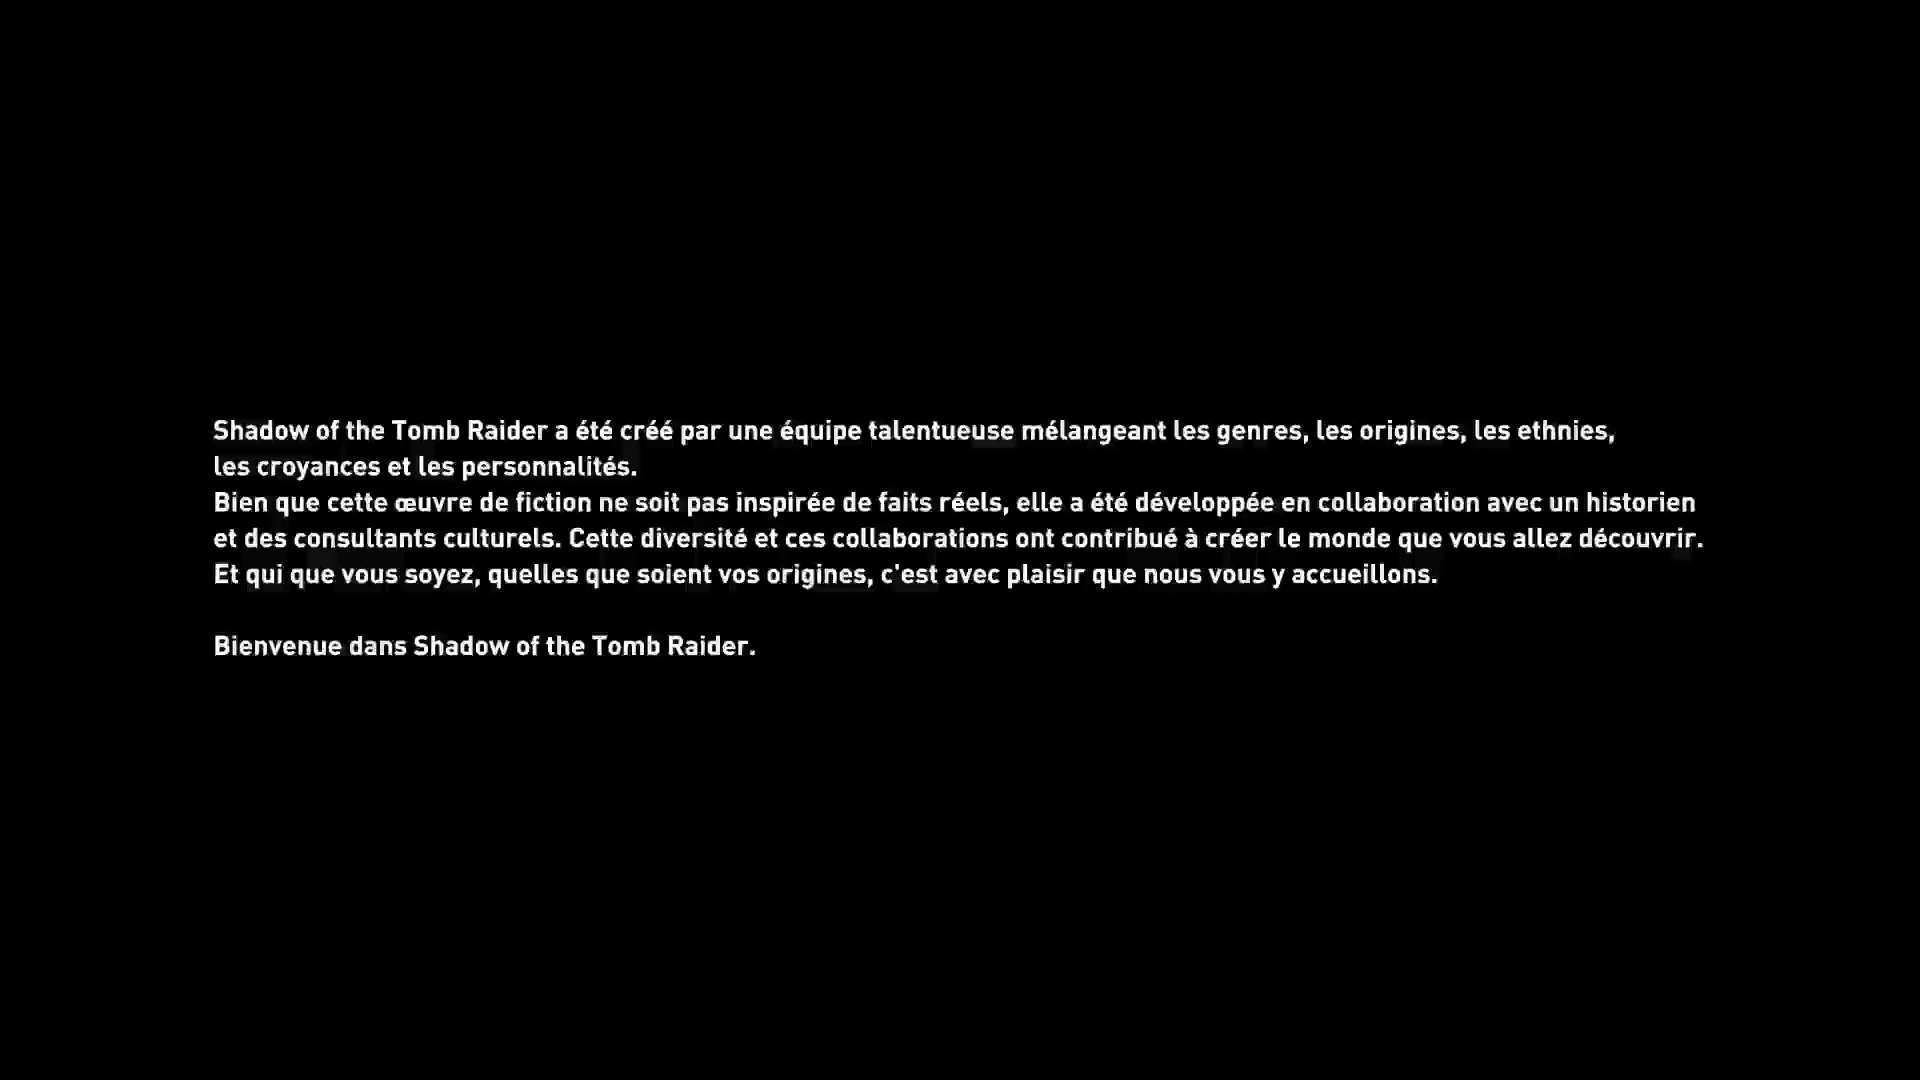 Shadow of the Tomb Raider a été créé par une équipe talentueuse mélangeant les genres, les origines, les ethnies,
les croyances et les personnalités.
Bien que cette œuvre de fiction ne soit pas inspirée de faits réels, elle a été développée en collaboration avec un historien
et des consultants culturels. Cette diversité et ces collaborations ont contribué à créer le monde que vous allez découvrir.
Et qui que vous soyez, quelles que soient vos origines, c'est avec plaisir que nous vous y accueillons.
Bienvenue dans Shadow of the Tomb Raider.